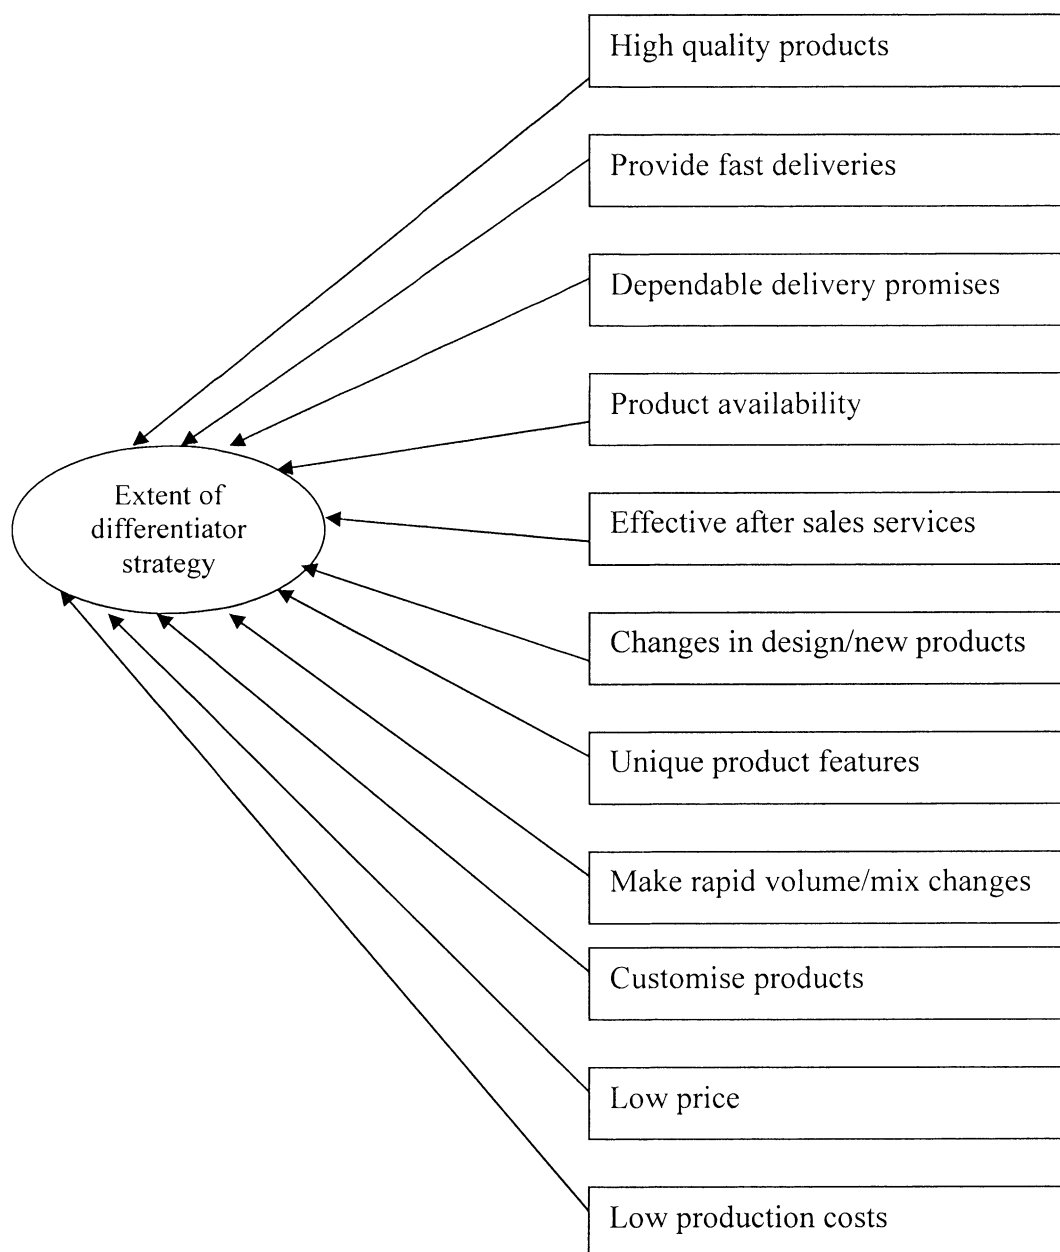 High quality products
Provide fast deliveries
Dependable delivery promises
Product availability
Extent of
differentiator
strategy
Effective after sales services
Changes in design/new products
Unique product features
Make rapid volume/mix changes
Customise products
Low price
Low production costs